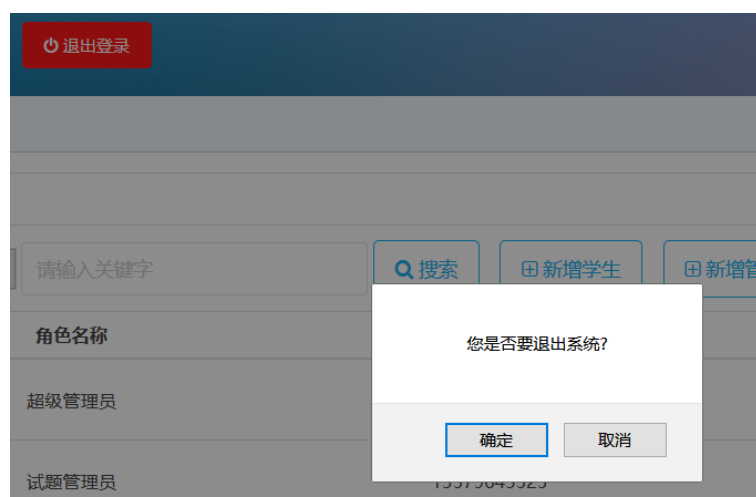 退出登录
请输入关键字
搜索
新增学生
新增管
角色名称
您是否要退出系统?
超级管理员
确定
取消
试题管理员